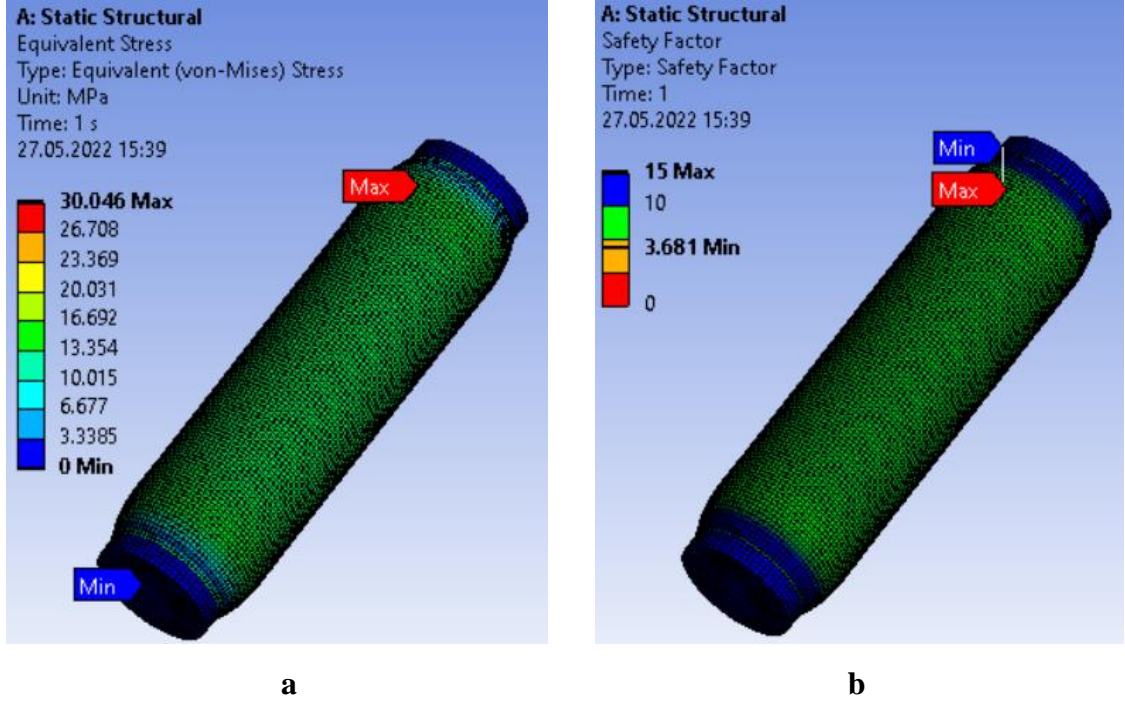 A: Static Structural
Equivalent Stress
Type: Equivalent (von-Mises) Stress
Unit: MPa
Time: 1 s
27.05.2022 15:39
30.046 Max
26.708
23.369
20.031
16.692
13.354
10.015
6.677
3.3385
0 Min
Max
Min
a
A: Static Structural
Safety Factor
Type: Safety Factor
Time: 1
27.05.2022 15:39
15 Max
10
3.681 Min
0
Min
Max
b